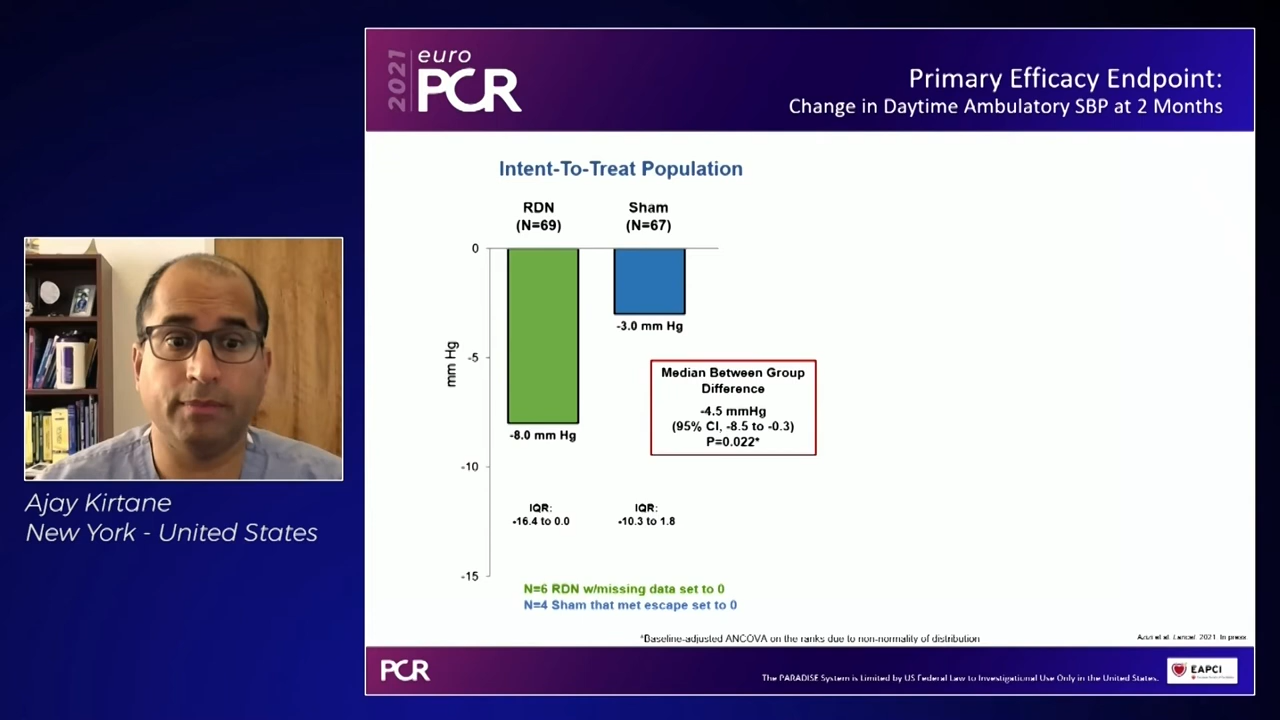 2021 euro
PCR
Primary Efficacy Endpoint:
Change in Daytime Ambulatory SBP at 2 Months
Intent-To-Treat Population
RDN
(N=69)
Sham
(N=67)
0
-5
-10
-15
mm Hg
-8.0 mm Hg
-3.0 mm Hg
Median Between Group
Difference
-4.5 mmHg
(95% CI, -8.5 to -0.3)
P=0.022*
IQR:
-16.4 to 0.0
IQR:
-10.3 to 1.8
N=6 RDN w/missing data set to 0
N=4 Sham that met escape set to 0
*Baseline-adjusted ANCOVA on the ranks due to non-normality of distribution
et al. Lancet. 2021. In press.
PCR
The PARADISE System is Limited by US Federal Law to Investigational Use Only in the United States.
EAPCI
Ajay Kirtane
New York - United States